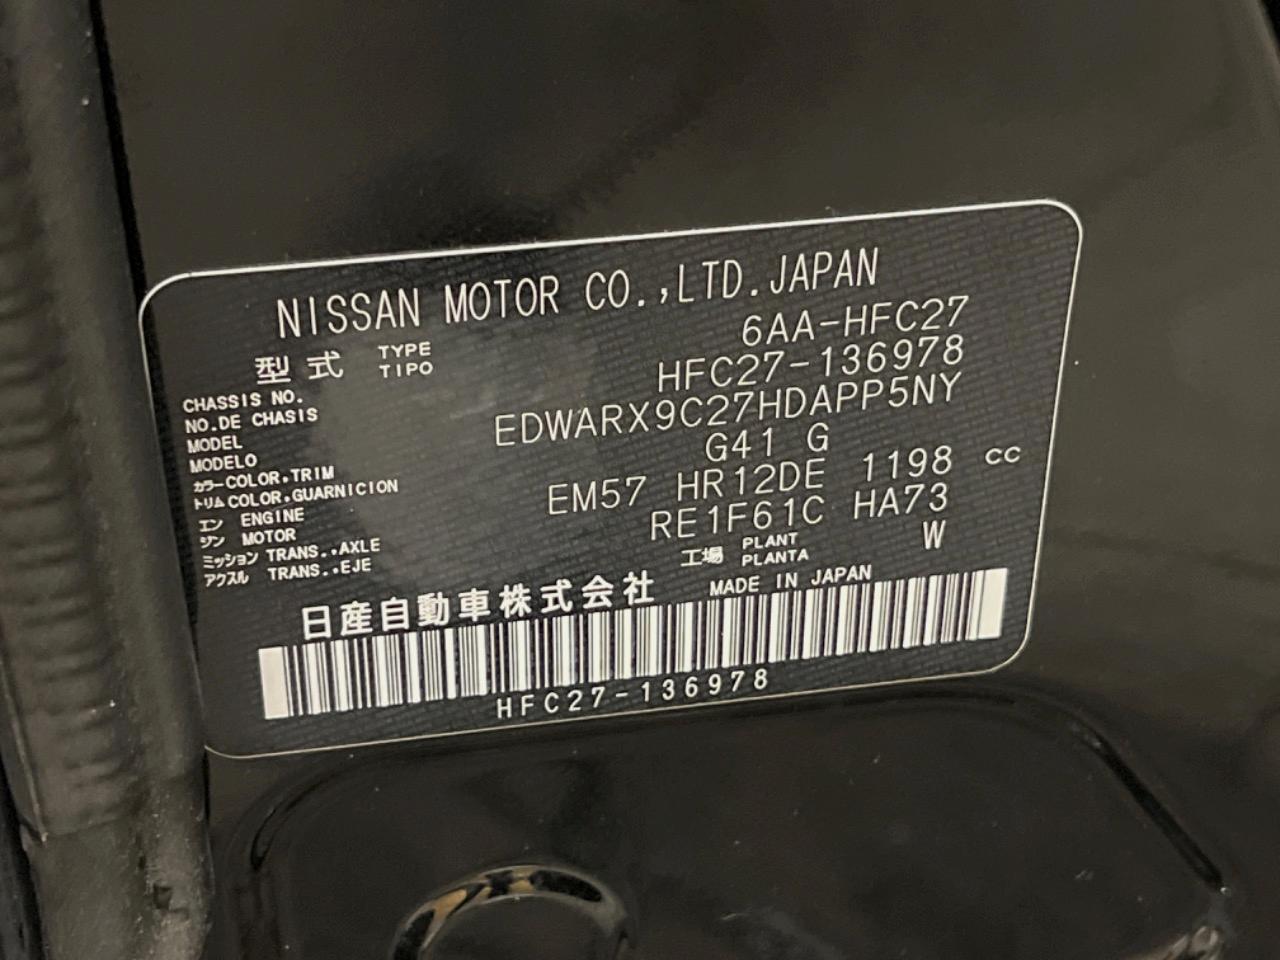 NISSAN MOTOR CO.,LTD.JAPAN
型式 TYPE TIPO 6AA-HFC27
CHASSIS NO. NO.DE CHASIS HFC27-136978
MODEL MODELO EDWARX9C27HDAPP5NY
カラー COLOR.TRIM トリム COLOR.GUARNICION G41 G
エンジン ENGINE MOTOR EM57 HR12DE 1198 cc
ミッション TRANS..AXLE アクスル TRANS..EJE RE1F61C HA73
工場 PLANT PLANTA W
日産自動車株式会社 MADE IN JAPAN
HFC27-136978